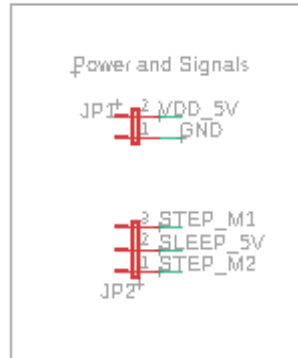 Power and Signals
JP1 2 VDD_5V
1 GND
3 STEP_M1
2 SLEEP_5V
1 STEP_M2
JP2